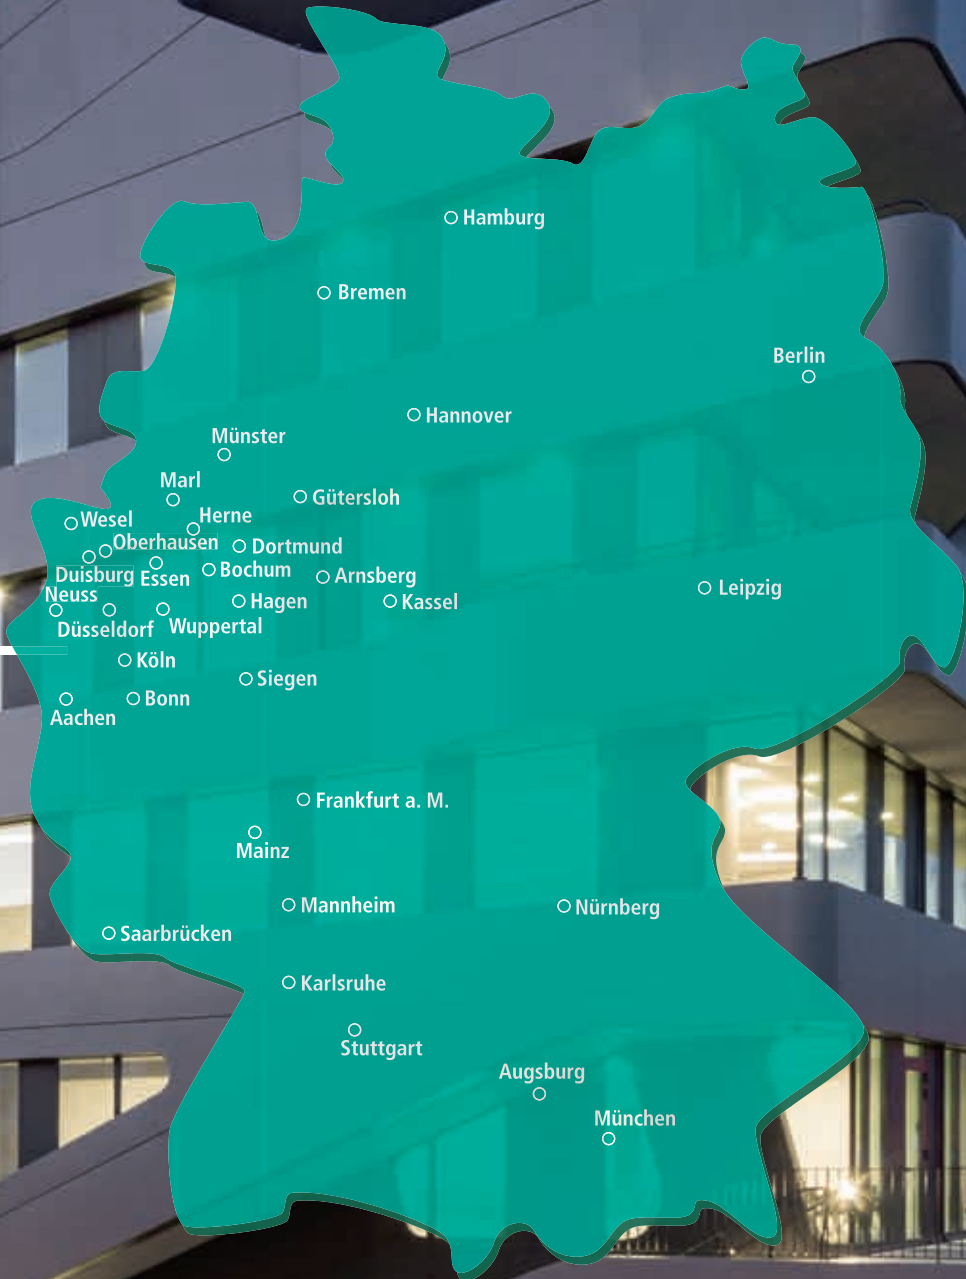 Hamburg
Bremen
Berlin
Hannover
Münster
Marl
Gütersloh
Herne
Wesel
Oberhausen
Dortmund
Bochum
Duisburg
Essen
Arnsberg
Leipzig
Neuss
Hagen
Kassel
Düsseldorf
Wuppertal
Köln
Siegen
Bonn
Aachen
Frankfurt a. M.
Mainz
Mannheim
Nürnberg
Saarbrücken
Karlsruhe
Stuttgart
Augsburg
München